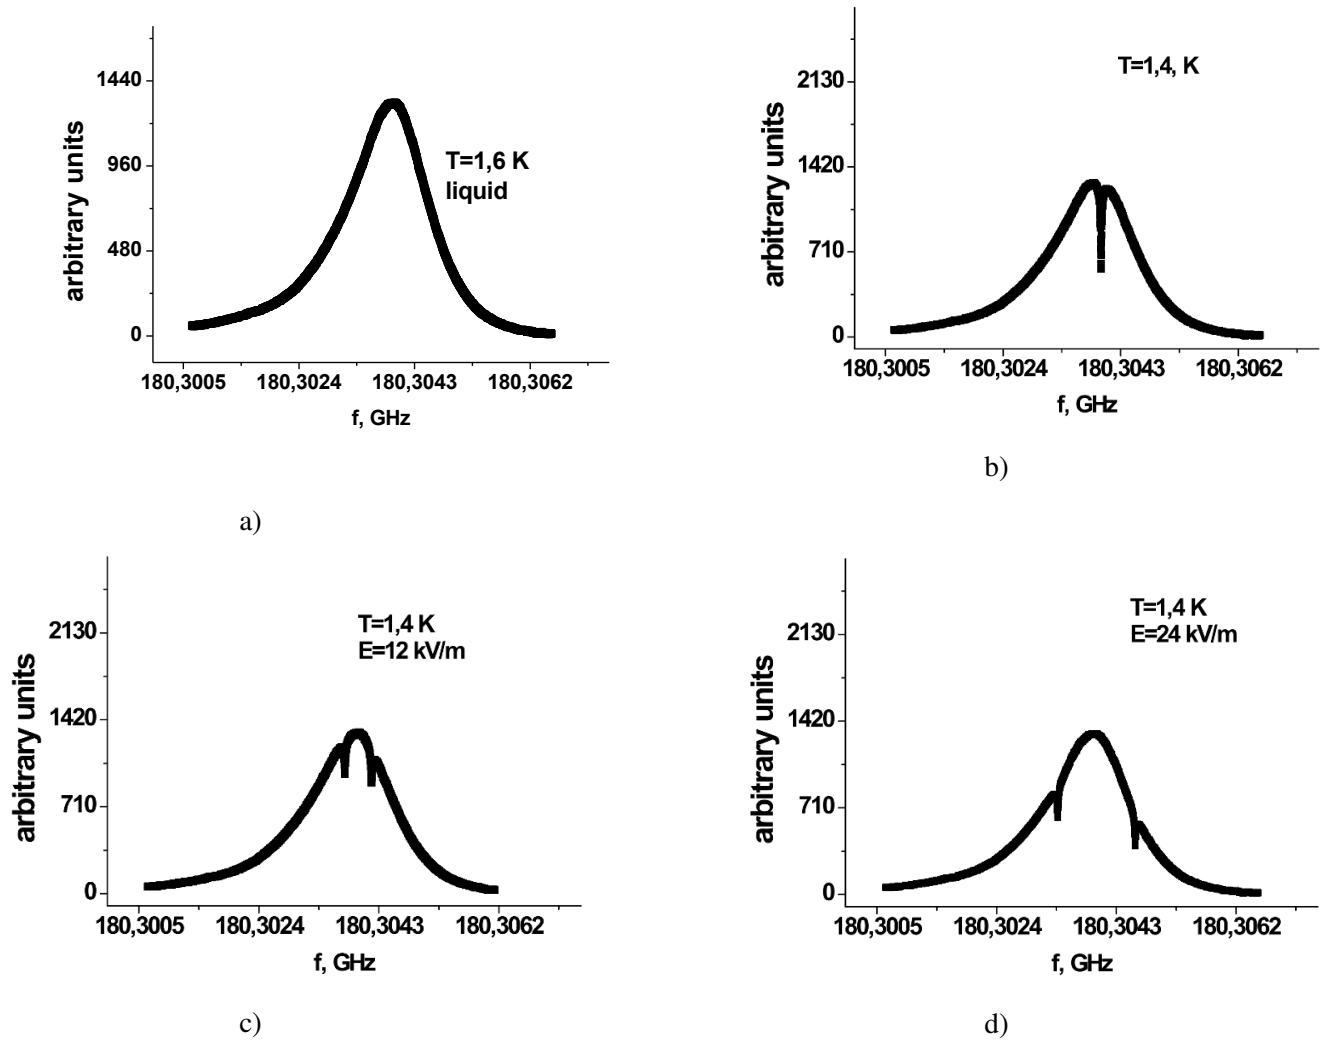 arbitrary units
1440
960
480
0
T=1,6 K
liquid
180,3005 180,3024 180,3043 180,3062
f, GHz
a)
arbitrary units
2130
1420
710
0
T=1,4, K
180,3005 180,3024 180,3043 180,3062
f, GHz
b)
arbitrary units
2130
1420
710
0
T=1,4 K
E=12 kV/m
180,3005 180,3024 180,3043 180,3062
f, GHz
c)
arbitrary units
2130
1420
710
0
T=1,4 K
E=24 kV/m
180,3005 180,3024 180,3043 180,3062
f, GHz
d)